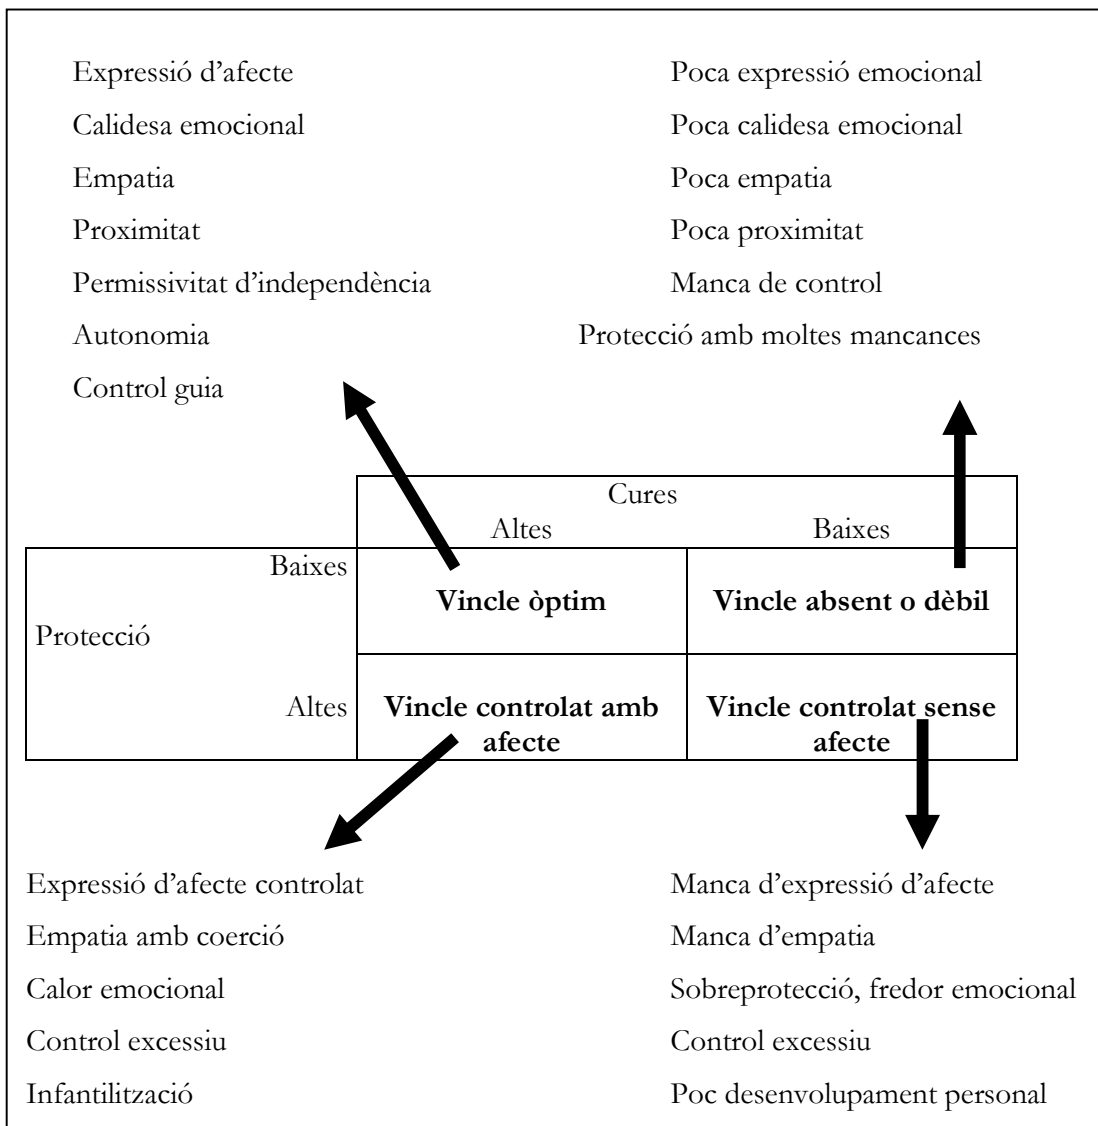 Expressió d’afecte
Calidesa emocional
Empatia
Proximitat
Permissivitat d’independència
Autonomia
Control guia
Poca expressió emocional
Poca calidesa emocional
Poca empatia
Poca proximitat
Manca de control
Protecció amb moltes mancances
Cures
Altes
Baixes
Protecció
Baixes
Vincle òptim
Vincle absent o dèbil
Altes
Vincle controlat amb
afecte
Vincle controlat sense
afecte
Expressió d’afecte controlat
Empatia amb coerció
Calor emocional
Control excessiu
Infantilització
Manca d’expressió d’afecte
Manca d’empatia
Sobreprotecció, fredor emocional
Control excessiu
Poc desenvolupament personal